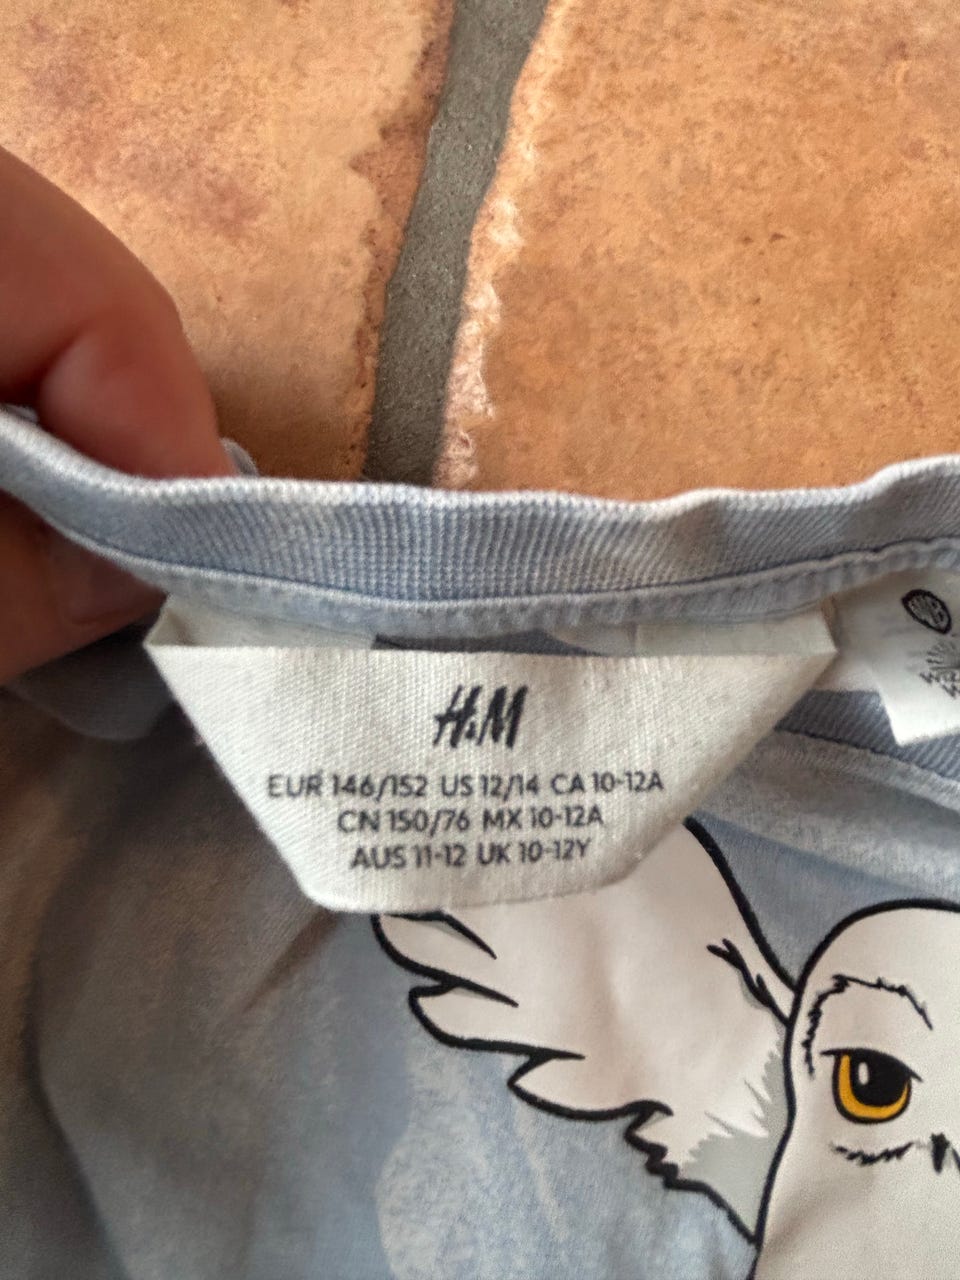 H&M
EUR 146/152 US 12/14 CA 10-12A
CN 150/76 MX 10-12A
AUS 11-12 UK 10-12Y